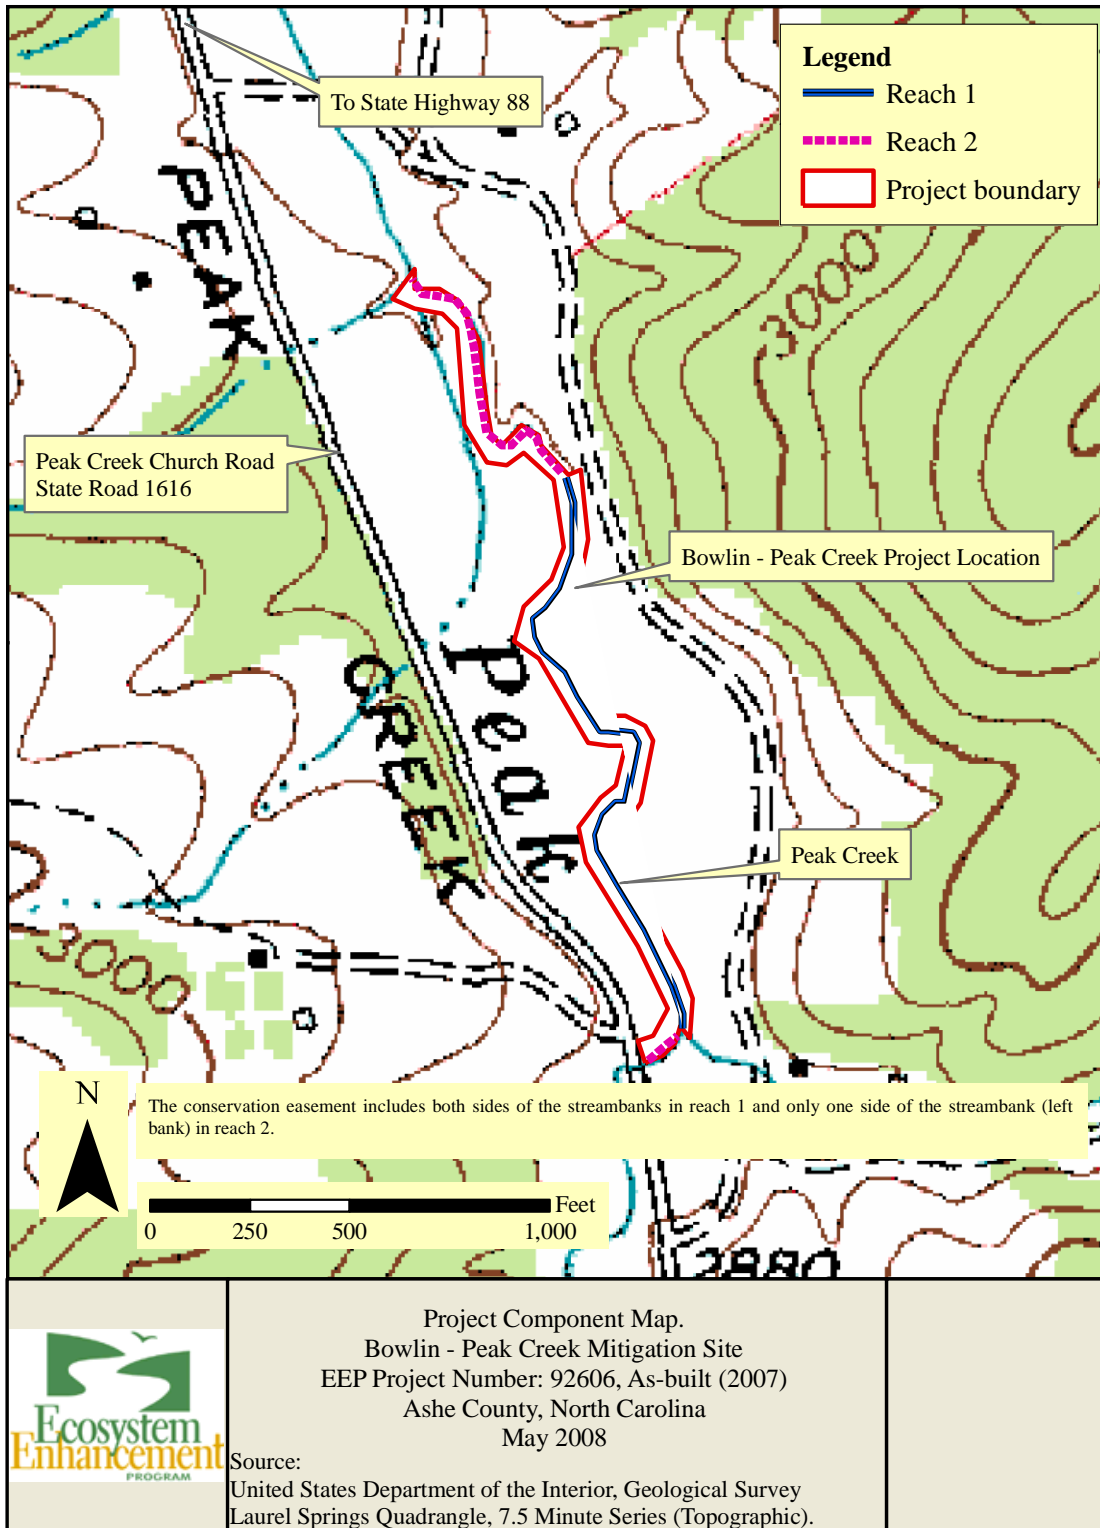 Legend
Reach 1
Reach 2
Project boundary
To State Highway 88
PEAK
3000
Peak Creek Church Road
State Road 1616
Bowlin - Peak Creek Project Location
Peak
CREEK
Peak Creek
3000
N
The conservation easement includes both sides of the streambanks in reach 1 and only one side of the streambank (left
bank) in reach 2.
Feet
0 250 500 1,000
2880
Project Component Map.
Bowlin - Peak Creek Mitigation Site
EEP Project Number: 92606, As-built (2007)
Ashe County, North Carolina
May 2008
Ecosystem
Enhancement
PROGRAM
Source:
United States Department of the Interior, Geological Survey
Laurel Springs Quadrangle, 7.5 Minute Series (Topographic).